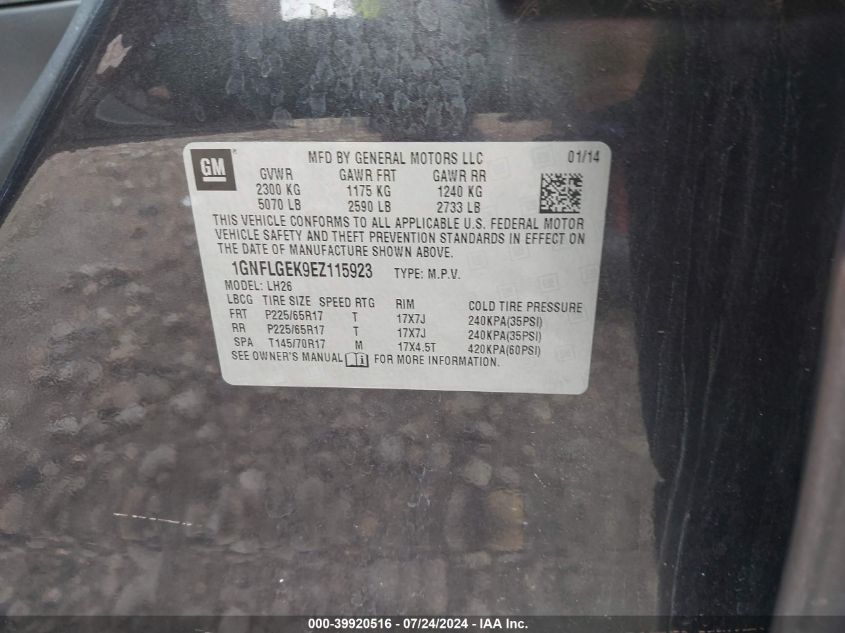 GM
MFD BY GENERAL MOTORS LLC 01/14
GVWR GAWR FRT GAWR RR
2300 KG 1175 KG 1240 KG
5070 LB 2590 LB 2733 LB
THIS VEHICLE CONFORMS TO ALL APPLICABLE U.S. FEDERAL MOTOR
VEHICLE SAFETY AND THEFT PREVENTION STANDARDS IN EFFECT ON
THE DATE OF MANUFACTURE SHOWN ABOVE.
1GNFLGEK9EZ115923 TYPE: M.P.V.
MODEL: LH26
LBCG TIRE SIZE SPEED RTG RIM COLD TIRE PRESSURE
FRT P225/65R17 T 17X7J 240KPA(35PSI)
RR P225/65R17 T 17X7J 240KPA(35PSI)
SPA T145/70R17 M 17X4.5T 420KPA(60PSI)
SEE OWNER'S MANUAL FOR MORE INFORMATION.
000-39920516 - 07/24/2024 - IAA Inc.